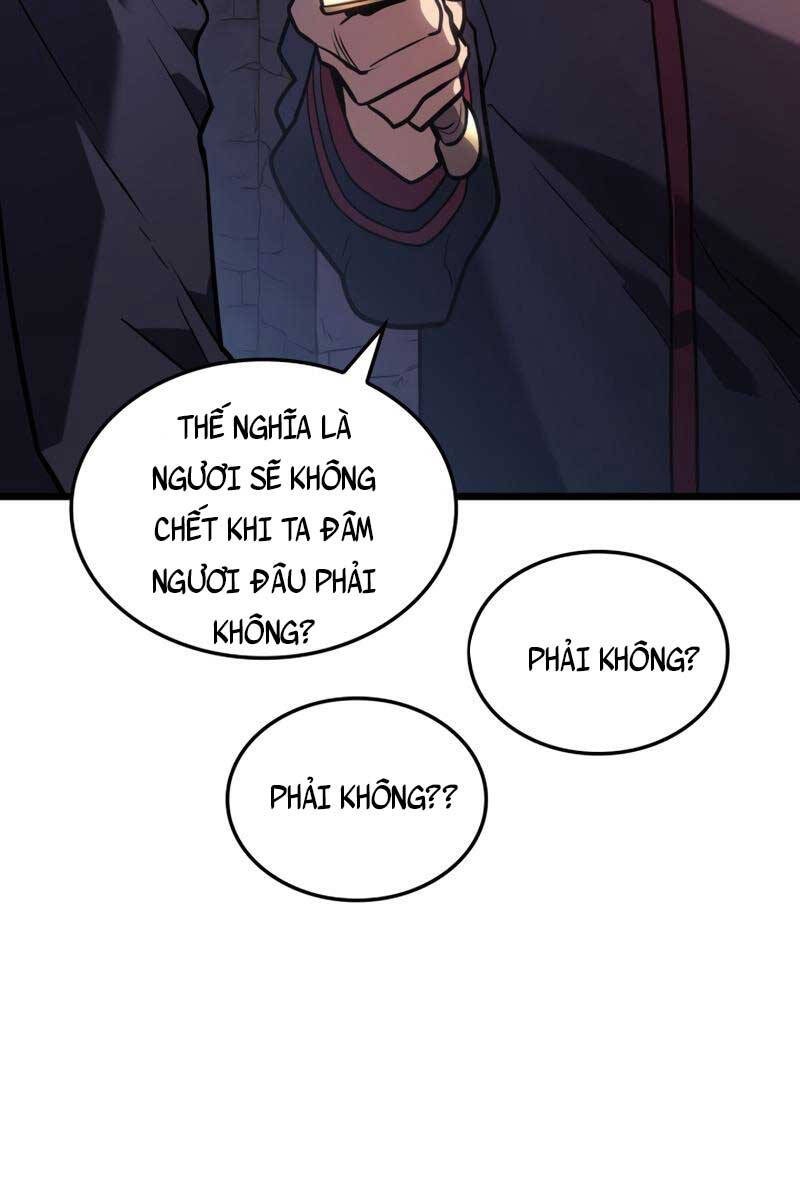 THẾ NGHĨA LÀ
NGƯƠI SẼ KHÔNG
CHẾT KHI TA ĐÂM
NGƯƠI ĐÂU PHẢI
KHÔNG?
PHẢI KHÔNG?
PHẢI KHÔNG??